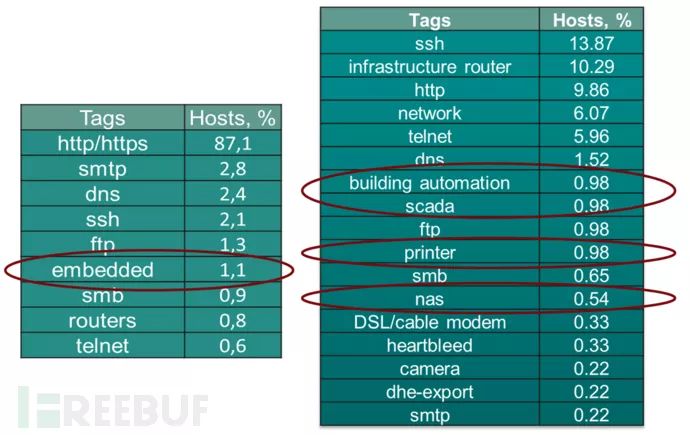 Tags Hosts, %
http/https 87,1
smtp 2,8
dns 2,4
ssh 2,1
ftp 1,3
embedded 1,1
smb 0,9
routers 0,8
telnet 0,6
Tags Hosts, %
ssh 13.87
infrastructure router 10.29
http 9.86
network 6.07
telnet 5.96
dns 1.52
building automation 0.98
scada 0.98
ftp 0.98
printer 0.98
smb 0.65
nas 0.54
DSL/cable modem 0.33
heartbleed 0.33
camera 0.22
dhe-export 0.22
smtp 0.22
FREEBUF